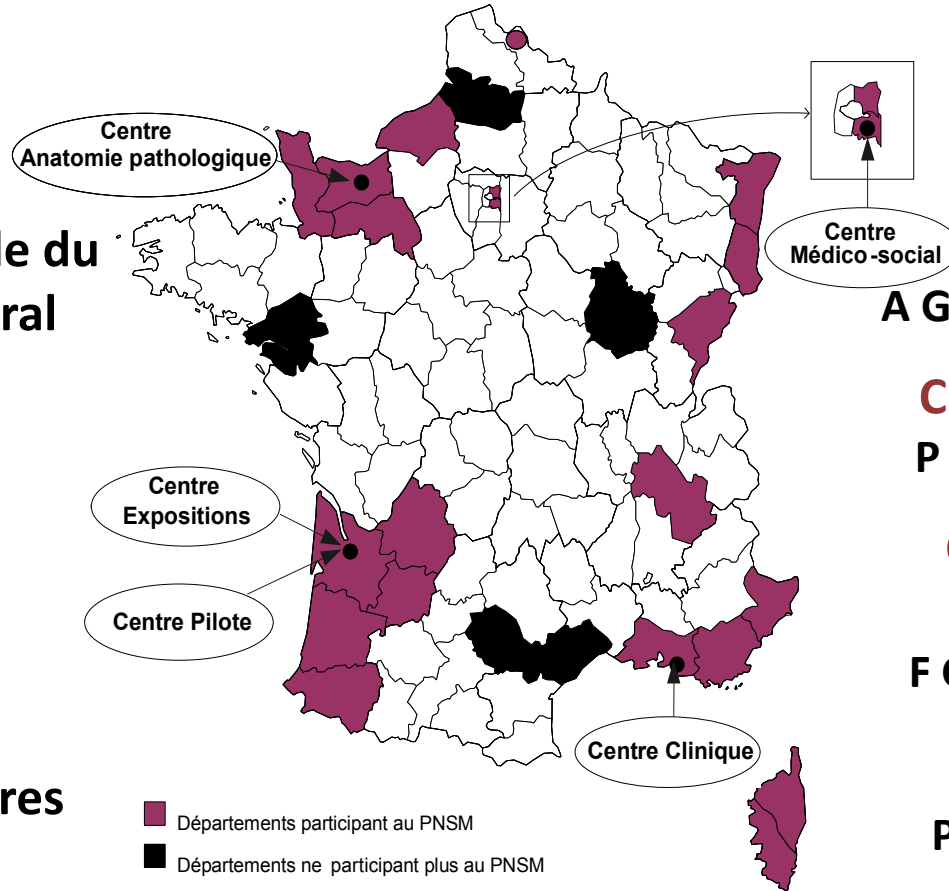 Centre
Anatomie pathologique
Centre
Médico-social
le du
ral
A G
C
P
Centre
Expositions
Centre Pilote
F
Centre Clinique
res
Départements participant au PNSM
Départements ne participant plus au PNSM
P